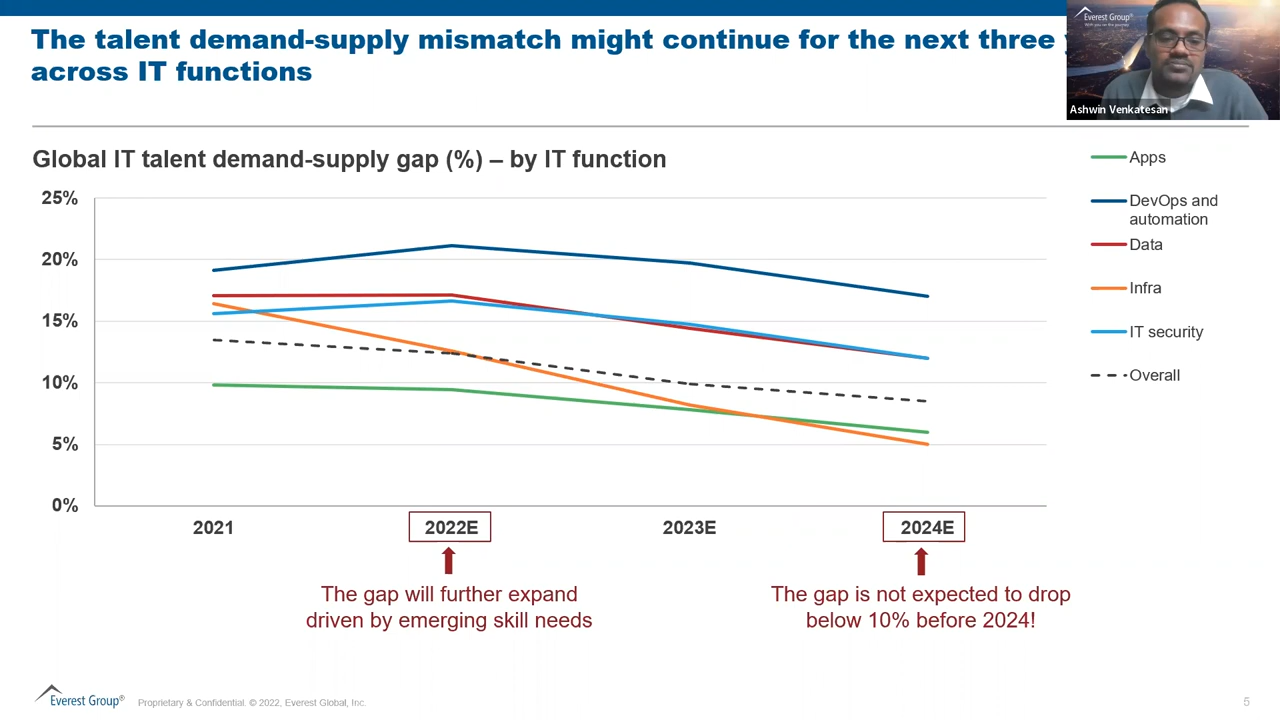 The talent demand-supply mismatch might continue for the next three
across IT functions
Everest Group®
Ashwin Venkatesan
Global IT talent demand-supply gap (%) – by IT function
25%
20%
15%
10%
5%
0%
2021
2022E
2023E
2024E
Apps
DevOps and
automation
Data
Infra
IT security
Overall
The gap will further expand
driven by emerging skill needs
The gap is not expected to drop
below 10% before 2024!
Everest Group®
Proprietary & Confidential. © 2022, Everest Global, Inc.
5